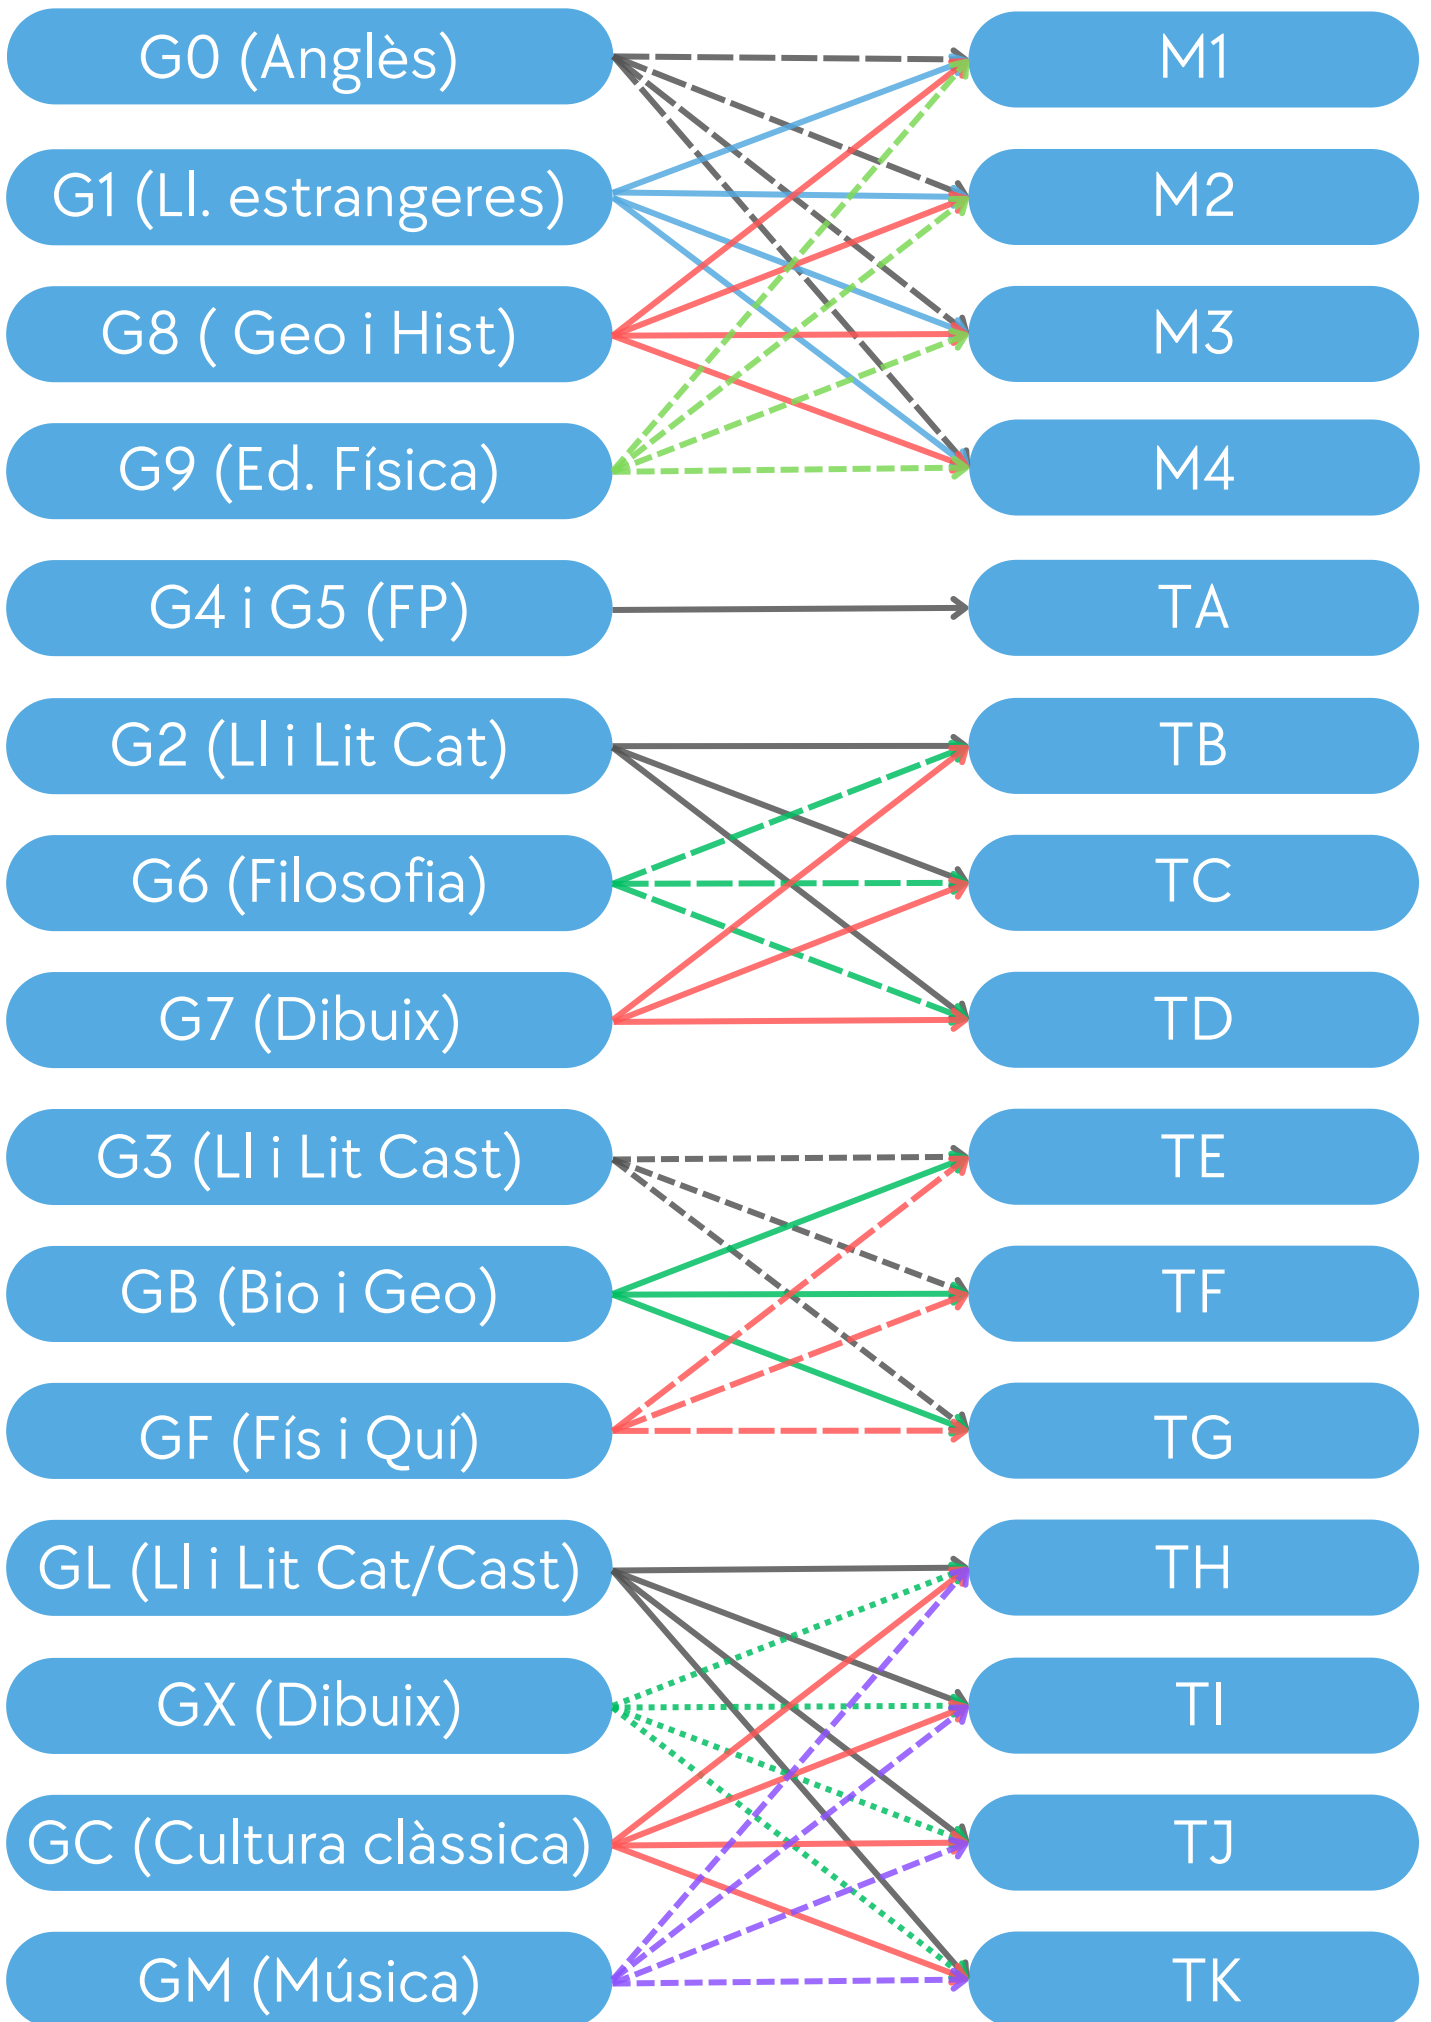 G0 (Anglès)
M1
G1 (Ll. estrangeres)
M2
G8 ( Geo i Hist)
M3
G9 (Ed. Física)
M4
G4 i G5 (FP)
TA
G2 (Ll i Lit Cat)
TB
G6 (Filosofia)
TC
G7 (Dibuix)
TD
G3 (Ll i Lit Cast)
TE
GB (Bio i Geo)
TF
GF (Fís i Quí)
TG
GL (Ll i Lit Cat/Cast)
TH
GX (Dibuix)
TI
GC (Cultura clàssica)
TJ
GM (Música)
TK